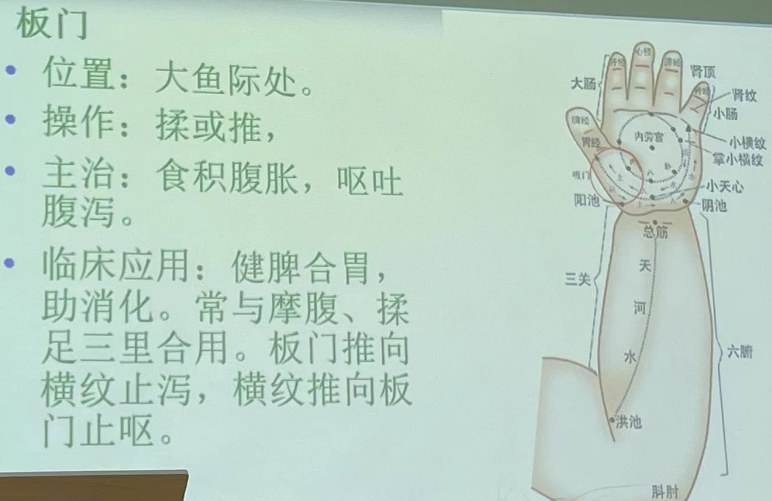 板门
位置：大鱼际处。
操作：揉或推，
主治：食积腹胀，呕吐
腹泻。
临床应用：健脾合胃，
助消化。常与摩腹、揉
足三里合用。板门推向
横纹止泻，横纹推向板
门止呕。
心经
肝经
肺经
肾顶
大肠
肾经
肾纹
小肠
脾经
胃经
内劳宫
小横纹
掌小横纹
板门
小天心
阳池
阴池
总筋
天
三关
河
六腑
水
洪池
䏝肘